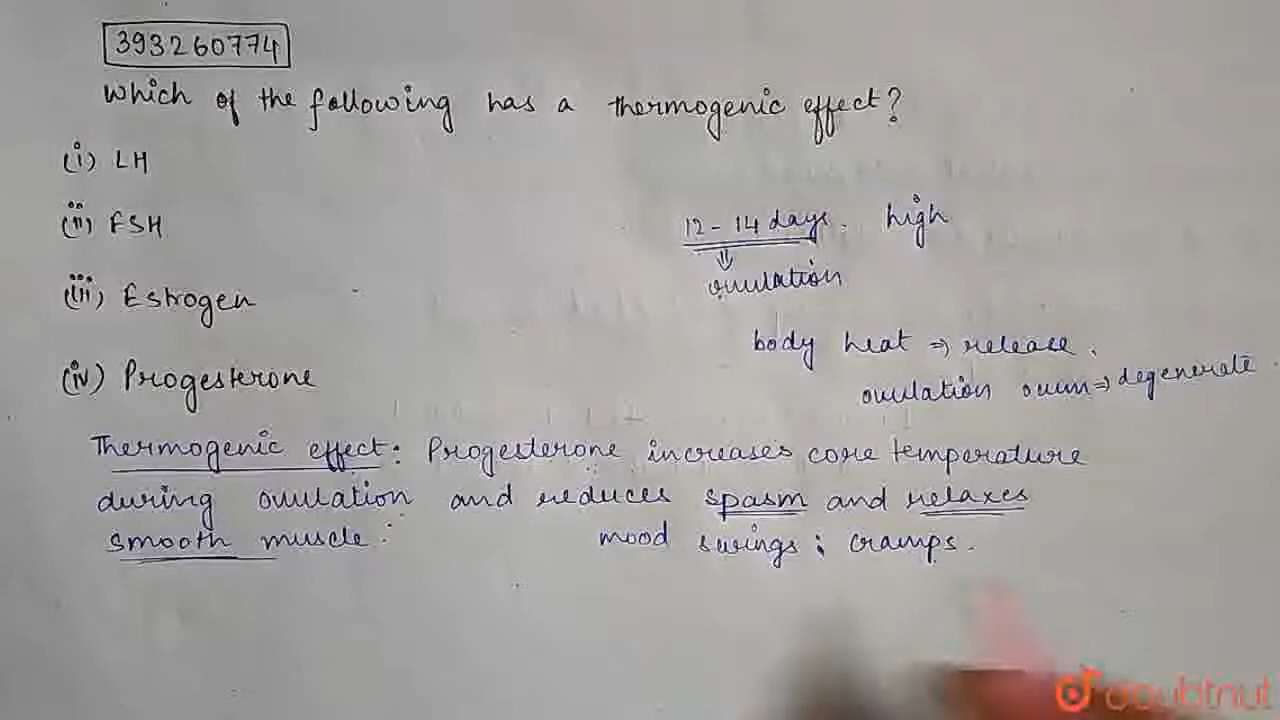 393260774
Which of the following has a thermogenic effect?
(i) LH
(ii) FSH
(iii) Estrogen
(iv) Progesterone
12 - 14 days. high
⇓
ovulation
body heat ⇒ release.
ovulation ovum ⇒ degenerate.
Thermogenic effect: Progesterone increases core temperature
during ovulation and reduces spasm and relaxes
smooth muscle. mood swings; cramps.
doubtnut